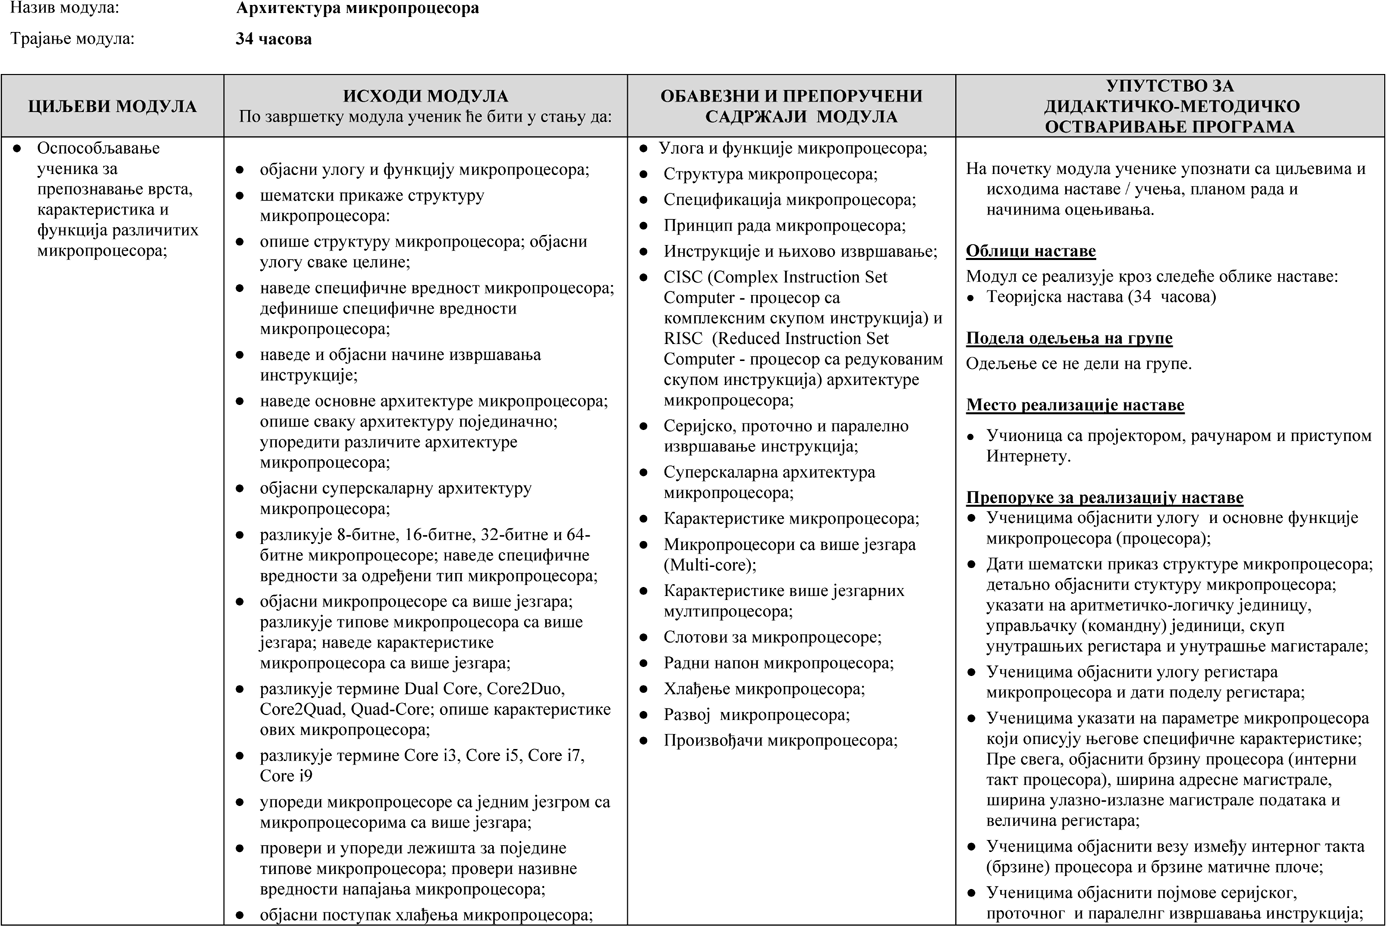 Назив модула: Архитектура микропроцесора
Трајање модула: 34 часова
ЦИЉЕВИ МОДУЛА
ИСХОДИ МОДУЛА
По завршетку модула ученик ће бити у стању да:
ОБАВЕЗНИ И ПРЕПОРУЧЕНИ
САДРЖАЈИ МОДУЛА
УПУТСТВО ЗА
ДИДАКТИЧКО-МЕТОДИЧКО
ОСТВАРИВАЊЕ ПРОГРАМА
● Оспособљавање
ученика за
препознавање врста,
карактеристика и
функција различитих
микропроцесора;
● објасни улогу и функцију микропроцесора;
● шематски прикаже структуру
микропроцесора:
● опише структуру микропроцесора; објасни
улогу сваке целине;
● наведе специфичне вредност микропроцесора;
дефинише специфичне вредности
микропроцесора;
● наведе и објасни начине извршавања
инструкције;
● наведе основне архитектуре микропроцесора;
опише сваку архитектуру појединачно;
упоредити различите архитектуре
микропроцесора;
● објасни суперскаларну архитектуру
микропроцесора;
● разликује 8-битне, 16-битне, 32-битне и 64-
битне микропроцесоре; наведе специфичне
вредности за одређени тип микропроцесора;
● објасни микропроцесоре са више језгара;
разликује типове микропроцесора са више
језгара; наведе карактеристике
микропроцесора са више језгара;
● разликује термине Dual Core, Core2Duo,
Core2Quad, Quad-Core; опише карактеристике
ових микропроцесора;
● разликује термине Core i3, Core i5, Core i7,
Core i9
● упореди микропроцесоре са једним језгром са
микропроцесорима са више језгара;
● провери и упореди лежишта за поједине
типове микропроцесора; провери називне
вредности напајања микропроцесора;
● објасни поступак хлађења микропроцесора;
● Улога и функције микропроцесора;
● Структура микропроцесора;
● Спецификација микропроцесора;
● Принцип рада микропроцесора;
● Инструкције и њихово извршавање;
● CISC (Complex Instruction Set
Computer - процесор са
комплексним скупом инструкција) и
RISC (Reduced Instruction Set
Computer - процесор са редукованим
скупом инструкција) архитектуре
микропроцесора;
● Серијско, проточно и паралелно
извршавање инструкција;
● Суперскаларна архитектура
микропроцесора;
● Карактеристике микропроцесора;
● Микропроцесори са више језгара
(Multi-core);
● Карактеристике више језгарних
мултипроцесора;
● Слотови за микропроцесоре;
● Радни напон микропроцесора;
● Хлађење микропроцесора;
● Развој микропроцесора;
● Произвођачи микропроцесора;
На почетку модула ученике упознати са циљевима и
исходима наставе / учења, планом рада и
начинима оцењивања.
Облици наставе
Модул се реализује кроз следеће облике наставе:
● Теоријска настава (34 часова)
Подела одељења на групе
Одељење се не дели на групе.
Место реализације наставе
● Учионица са пројектором, рачунаром и приступом
Интернету.
Препоруке за реализацију наставе
● Ученицима објаснити улогу и основне функције
микропроцесора (процесора);
● Дати шематски приказ структуре микропроцесора;
детаљно објаснити стуктуру микропроцесора;
указати на аритметичко-логичку јединицу,
управљачку (командну) јединици, скуп
унутрашњих регистара и унутрашње магистарале;
● Ученицима објаснити улогу регистара
микропроцесора и дати поделу регистара;
● Ученицима указати на параметре микропроцесора
који описују његове специфичне карактеристике;
Пре свега, објаснити брзину процесора (интерни
такт процесора), ширина адресне магистрале,
ширина улазно-излазне магистрале података и
величина регистара;
● Ученицима објаснити везу између интерног такта
(брзине) процесора и брзине матичне плоче;
● Ученицима објаснити појмове серијског,
проточног и паралелнг извршавања инструкција;